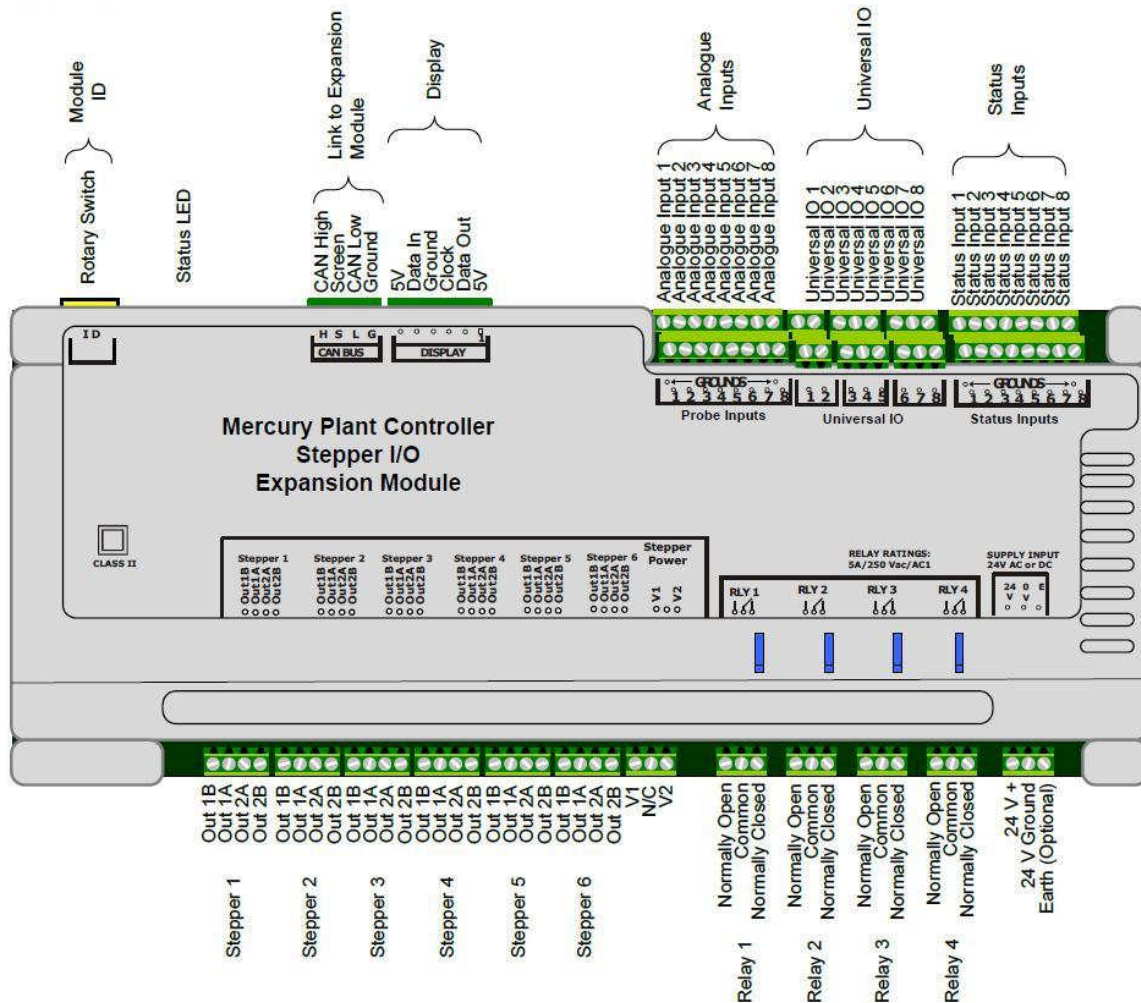 Module
ID
Rotary Switch
Status LED
Link to Expansion
Module
CAN High
Screen
CAN Low
Ground
Display
5V
Data In
Ground
Clock
Data Out
5V
Analogue
Inputs
Analogue Input 1
Analogue Input 2
Analogue Input 3
Analogue Input 4
Analogue Input 5
Analogue Input 6
Analogue Input 7
Analogue Input 8
Universal IO
Universal IO 1
Universal IO 2
Universal IO 3
Universal IO 4
Universal IO 5
Universal IO 6
Universal IO 7
Universal IO 8
Status
Inputs
Status Input 1
Status Input 2
Status Input 3
Status Input 4
Status Input 5
Status Input 6
Status Input 7
Status Input 8
ID
H S L G
CAN BUS
1
DISPLAY
GROUNDS
1 2 3 4 5 6 7 8
Probe Inputs
1 2 3 4 5 6 7 8
Universal IO
GROUNDS
1 2 3 4 5 6 7 8
Status Inputs
Mercury Plant Controller
Stepper I/O
Expansion Module
CLASS II
Stepper 1
Out1B
Out1A
Out2A
Out2B
Stepper 2
Out1B
Out1A
Out2A
Out2B
Stepper 3
Out1B
Out1A
Out2A
Out2B
Stepper 4
Out1B
Out1A
Out2A
Out2B
Stepper 5
Out1B
Out1A
Out2A
Out2B
Stepper 6
Out1B
Out1A
Out2A
Out2B
Stepper
Power
V1
V2
RELAY RATINGS:
5A/250 Vac/AC1
RLY 1
RLY 2
RLY 3
RLY 4
SUPPLY INPUT
24V AC or DC
24 0 E
V V
Out 1B
Out 1A
Out 2A
Out 2B
Stepper 1
Out 1B
Out 1A
Out 2A
Out 2B
Stepper 2
Out 1B
Out 1A
Out 2A
Out 2B
Stepper 3
Out 1B
Out 1A
Out 2A
Out 2B
Stepper 4
Out 1B
Out 1A
Out 2A
Out 2B
Stepper 5
Out 1B
Out 1A
Out 2A
Out 2B
Stepper 6
V1
N/C
V2
Normally Open
Common
Normally Closed
Relay 1
Normally Open
Common
Normally Closed
Relay 2
Normally Open
Common
Normally Closed
Relay 3
Normally Open
Common
Normally Closed
Relay 4
24 V +
24 V Ground
Earth (Optional)